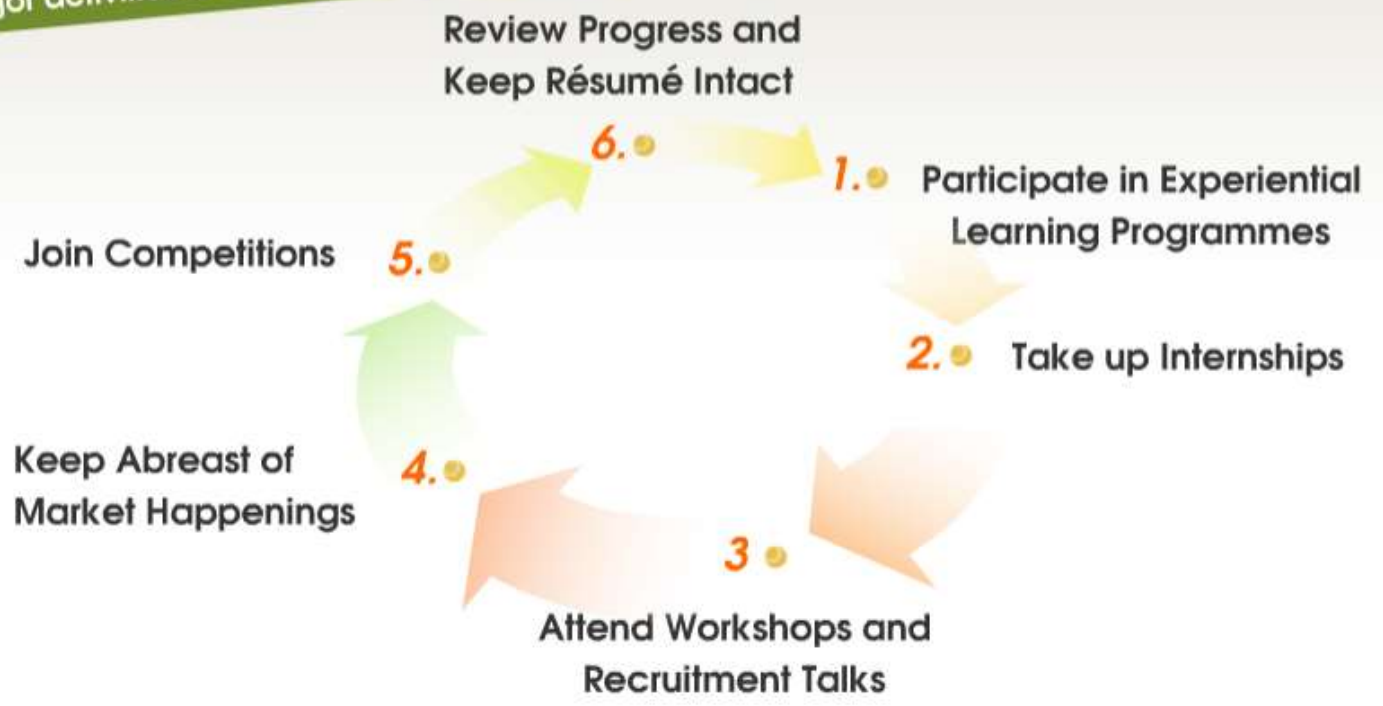 Review Progress and
Keep Résumé Intact
6.
1.
Participate in Experiential
Learning Programmes
Join Competitions
5.
2.
Take up Internships
Keep Abreast of
Market Happenings
4.
3
Attend Workshops and
Recruitment Talks